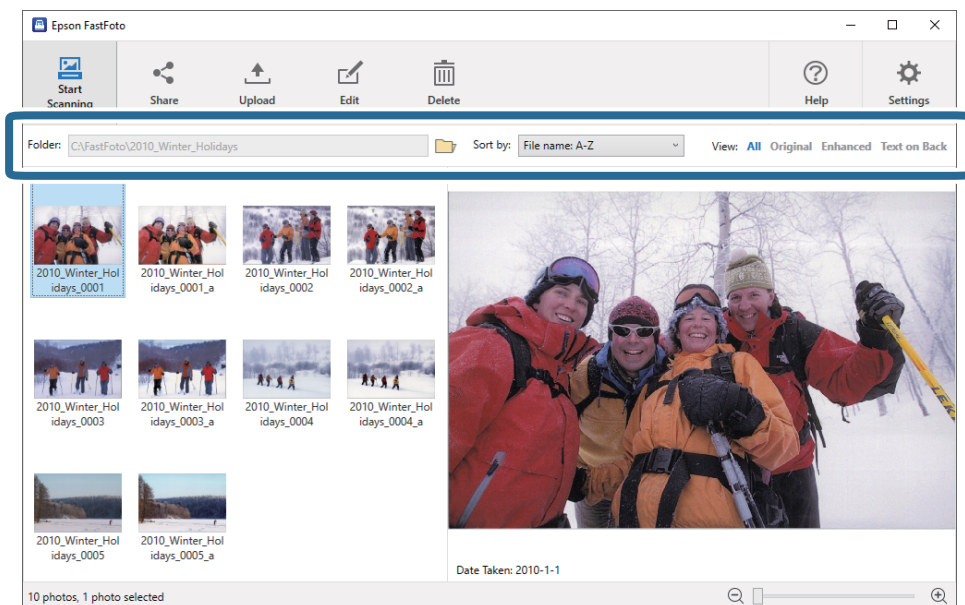 Epson FastFoto
Start
Scanning
Share
Upload
Edit
Delete
Help
Settings
Folder: C:\FastFoto\2010_Winter_Holidays Sort by: File name: A-Z View: All Original Enhanced Text on Back
2010_Winter_Hol
idays_0001
2010_Winter_Hol
idays_0001_a
2010_Winter_Hol
idays_0002
2010_Winter_Hol
idays_0002_a
2010_Winter_Hol
idays_0003
2010_Winter_Hol
idays_0003_a
2010_Winter_Hol
idays_0004
2010_Winter_Hol
idays_0004_a
2010_Winter_Hol
idays_0005
2010_Winter_Hol
idays_0005_a
Date Taken: 2010-1-1
10 photos, 1 photo selected